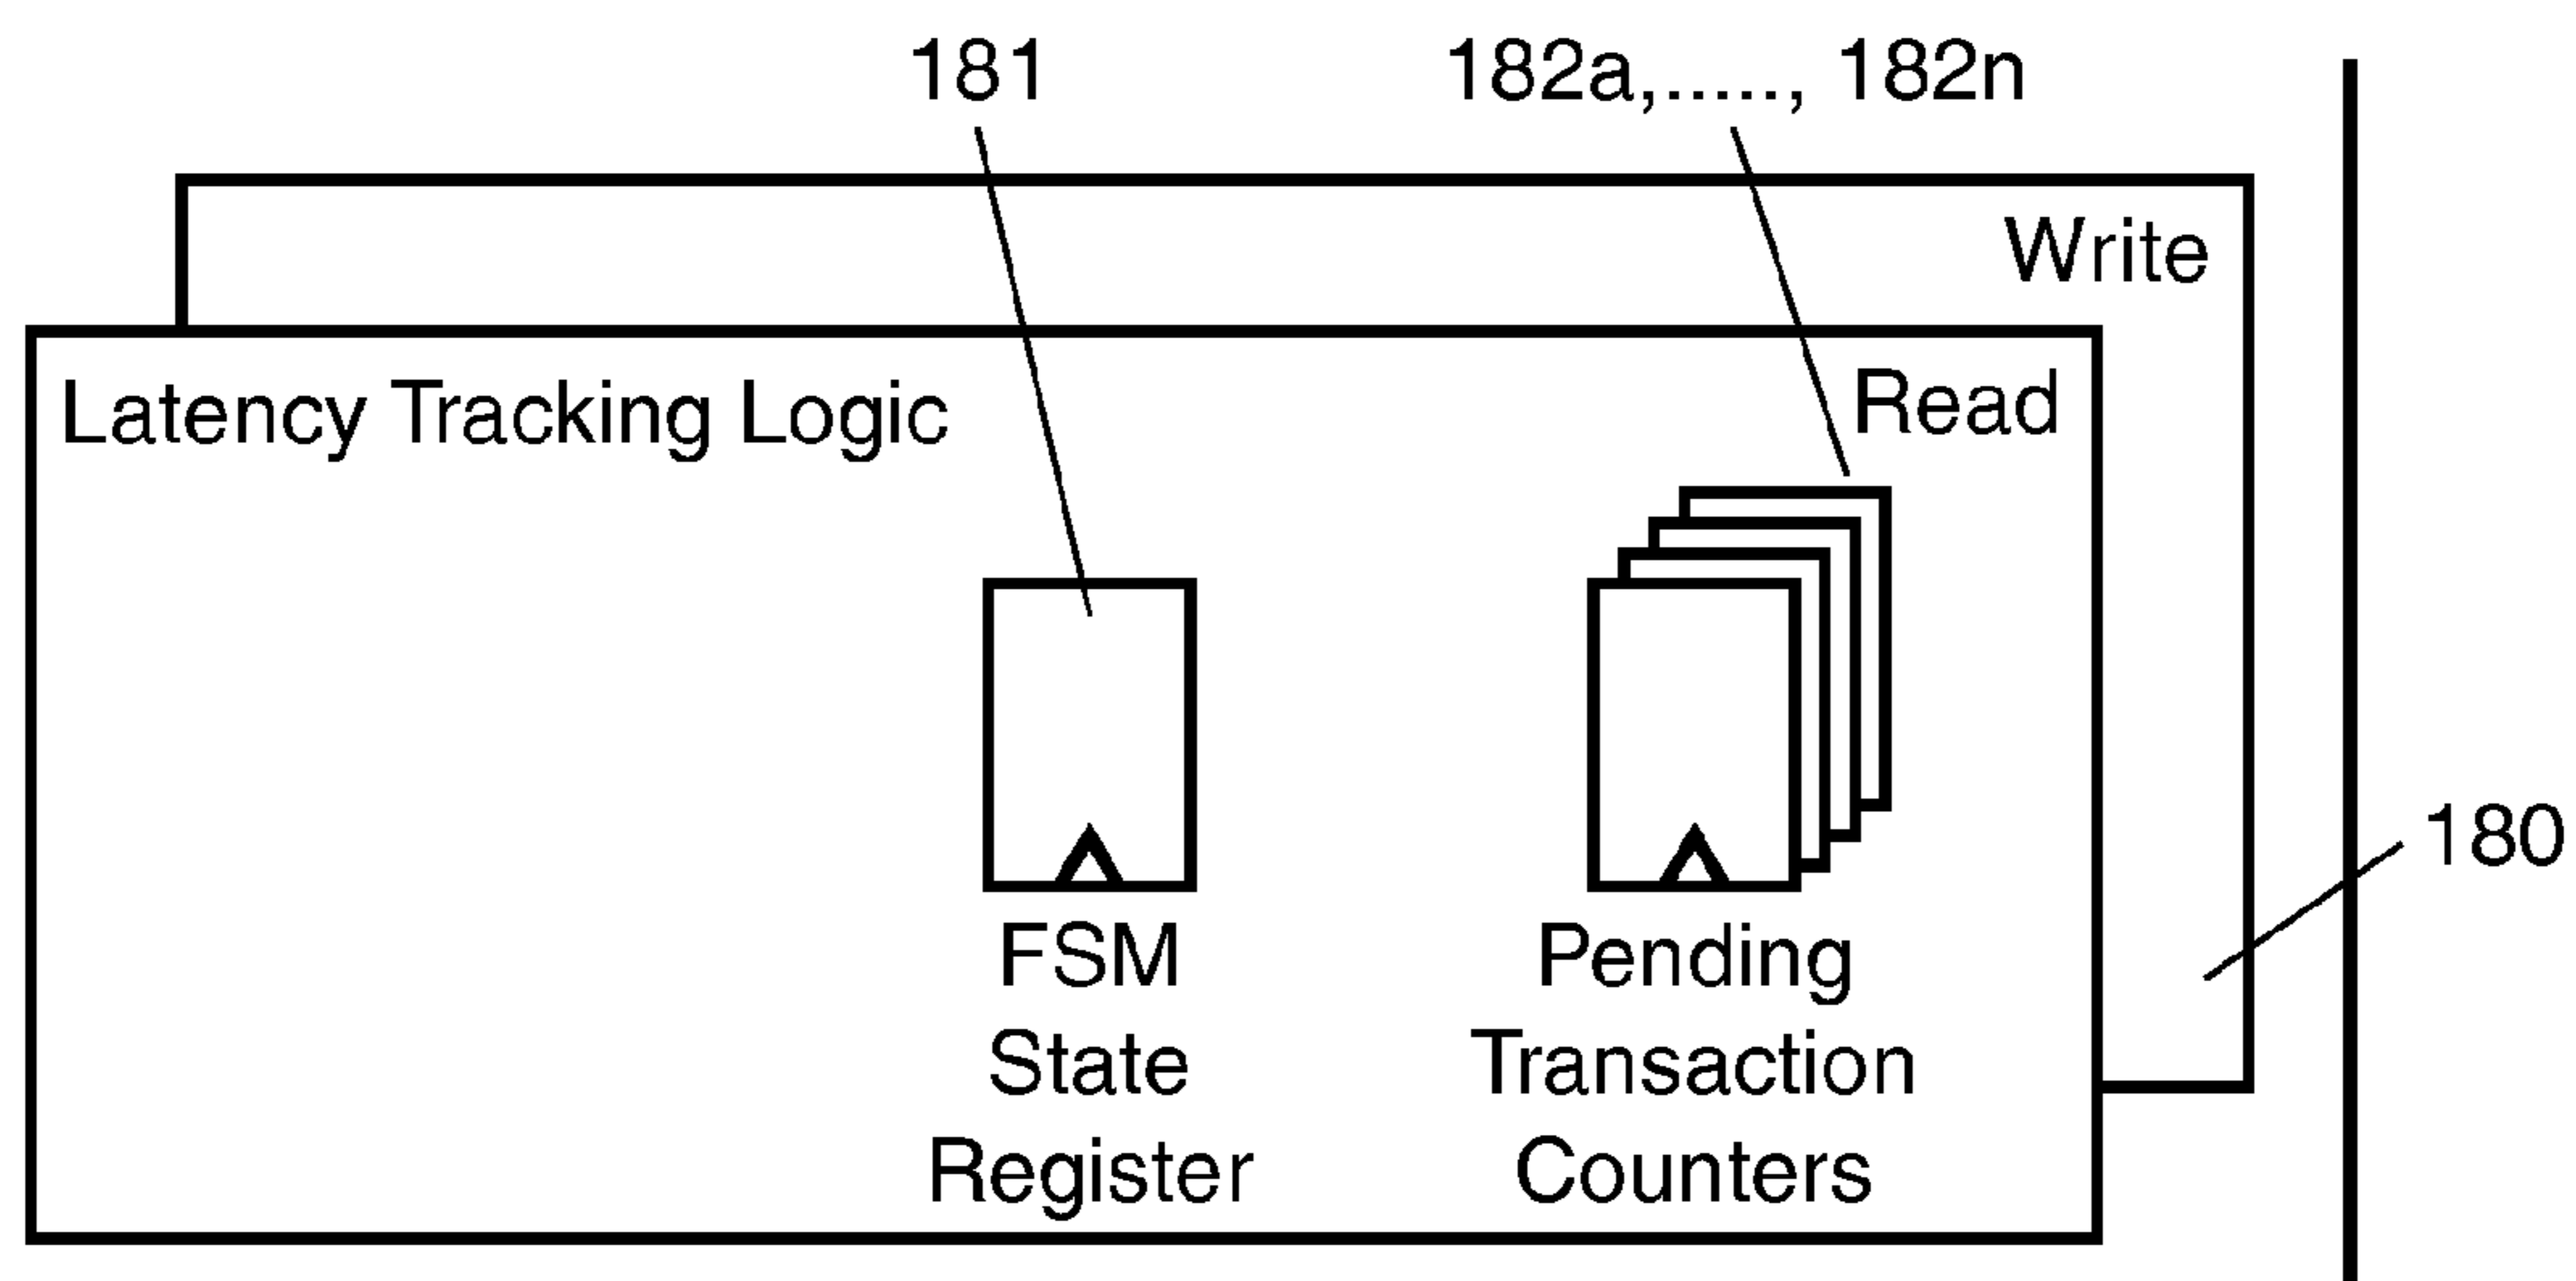 181
182a,....., 182n
Write
Read
Latency Tracking Logic
180
FSM
State
Register
Pending
Transaction
Counters